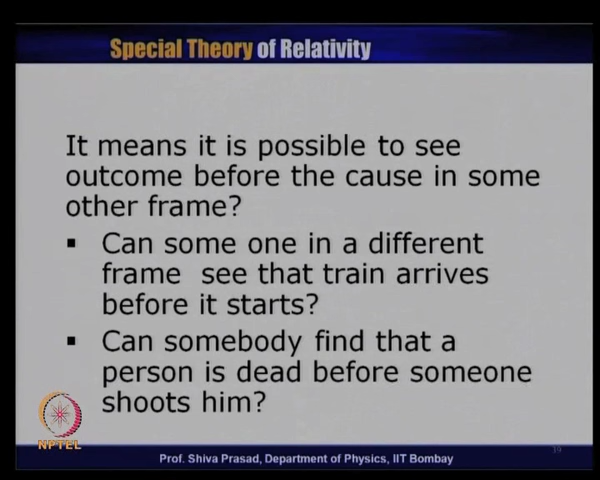 Special Theory of Relativity
It means it is possible to see
outcome before the cause in some
other frame?
▪ Can some one in a different
frame see that train arrives
before it starts?
▪ Can somebody find that a
person is dead before someone
shoots him?
NPTEL
Prof. Shiva Prasad, Department of Physics, IIT Bombay
39